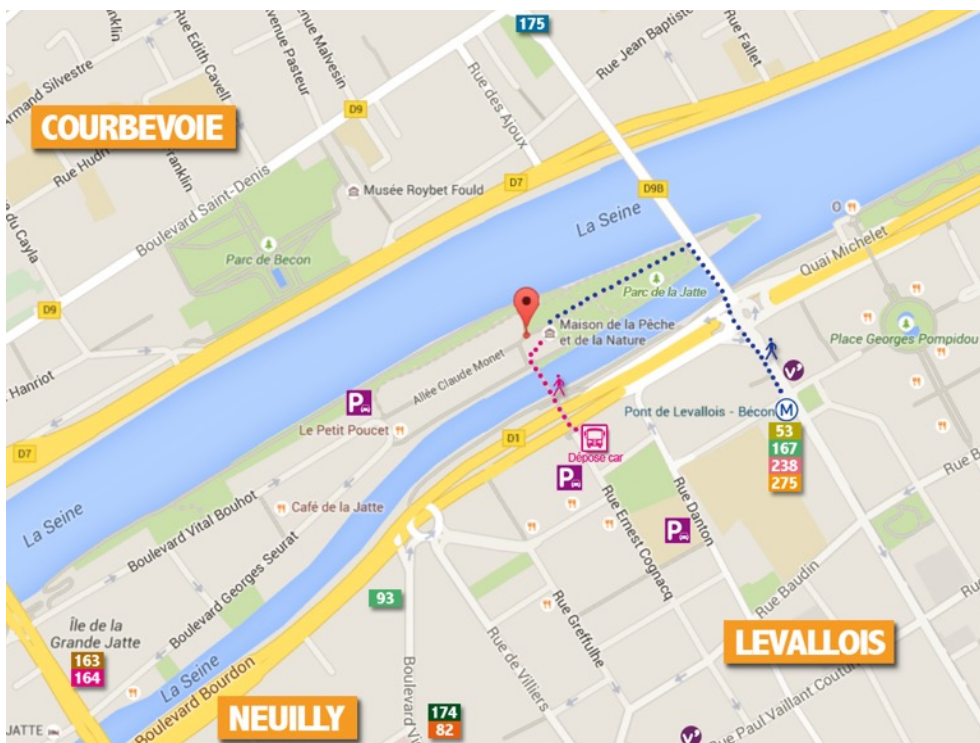 175
Rue Edith Cavell
Avenue Pasteur
Avenue Malvesin
Armand Silvestre
Franklin
Rue Jean Baptiste
Rue Fallet
Rue des Ajoux
COURBEVOIE
D9
Rue Hudri
Franklin
Boulevard Saint-Denis
Musée Roybet Fould
D7
D9B
La Seine
O
Quai Michelet
Parc de Bécon
Parc de la Jatte
D9
Maison de la Pêche
et de la Nature
Place Georges Pompidou
Hanriot
Allée Claude Monet
V'
Pont de Levallois - Bécon
M
P
Le Petit Poucet
D1
53
167
238
275
Dépose car
D7
P
Rue Danton
Café de la Jatte
La Seine
Boulevard Vital Bouhot
P
Rue Ernest Cognacq
Boulevard Georges Seurat
Rue Baudin
93
Rue Greffulhe
Île de la
Grande Jatte
163
164
LEVALLOIS
La Seine
Boulevard Bourdon
Rue de Villiers
Boulevard
Rue Paul Vaillant Couturier
NEUILLY
174
82
JATTE
V'